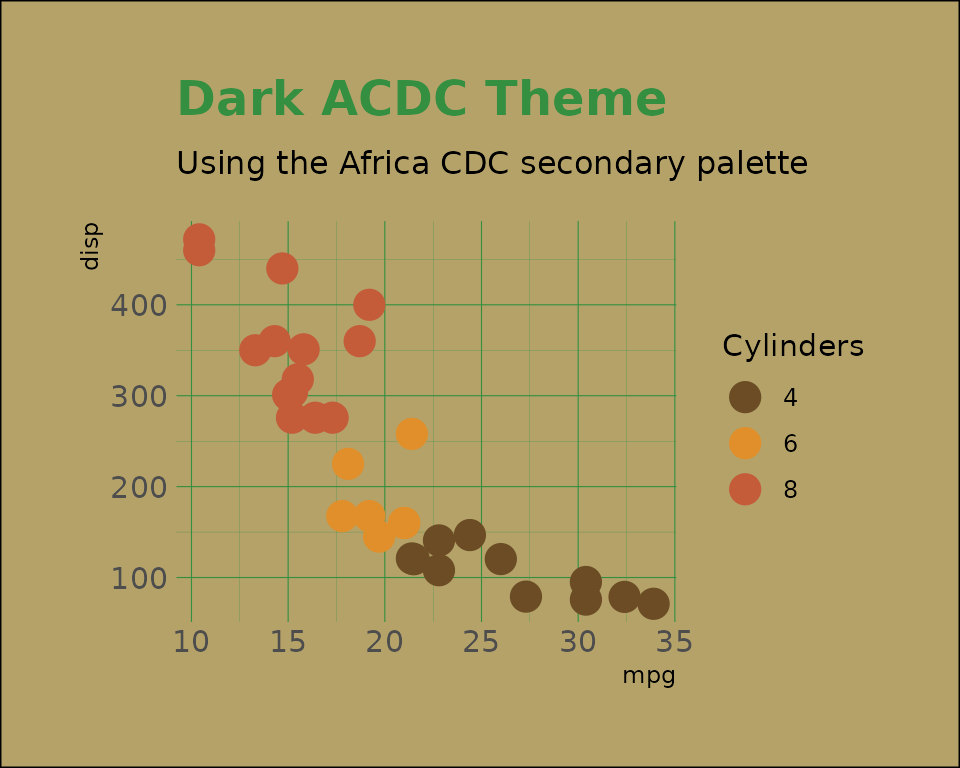 Dark ACDC Theme
Using the Africa CDC secondary palette
disp
400
300
200
100
10 15 20 25 30 35
mpg
Cylinders
4
6
8